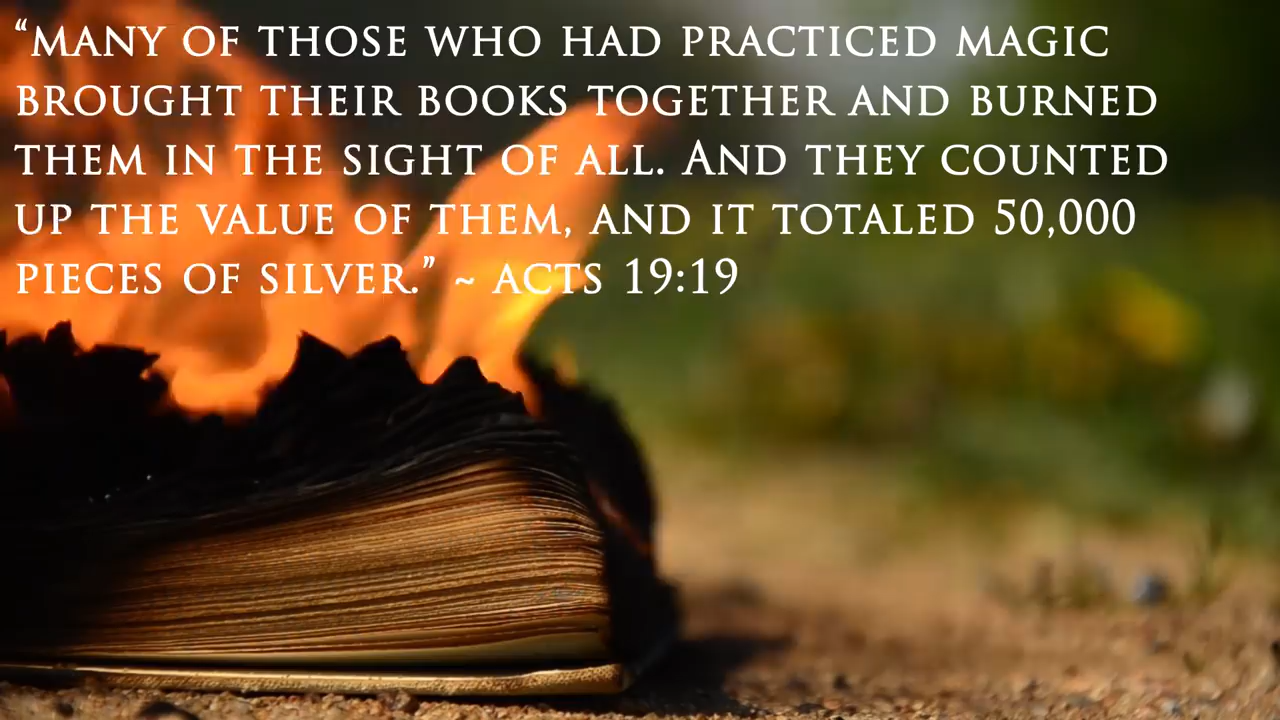 “MANY OF THOSE WHO HAD PRACTICED MAGIC
BROUGHT THEIR BOOKS TOGETHER AND BURNED
THEM IN THE SIGHT OF ALL. AND THEY COUNTED
UP THE VALUE OF THEM, AND IT TOTALED 50,000
PIECES OF SILVER.” ~ ACTS 19:19